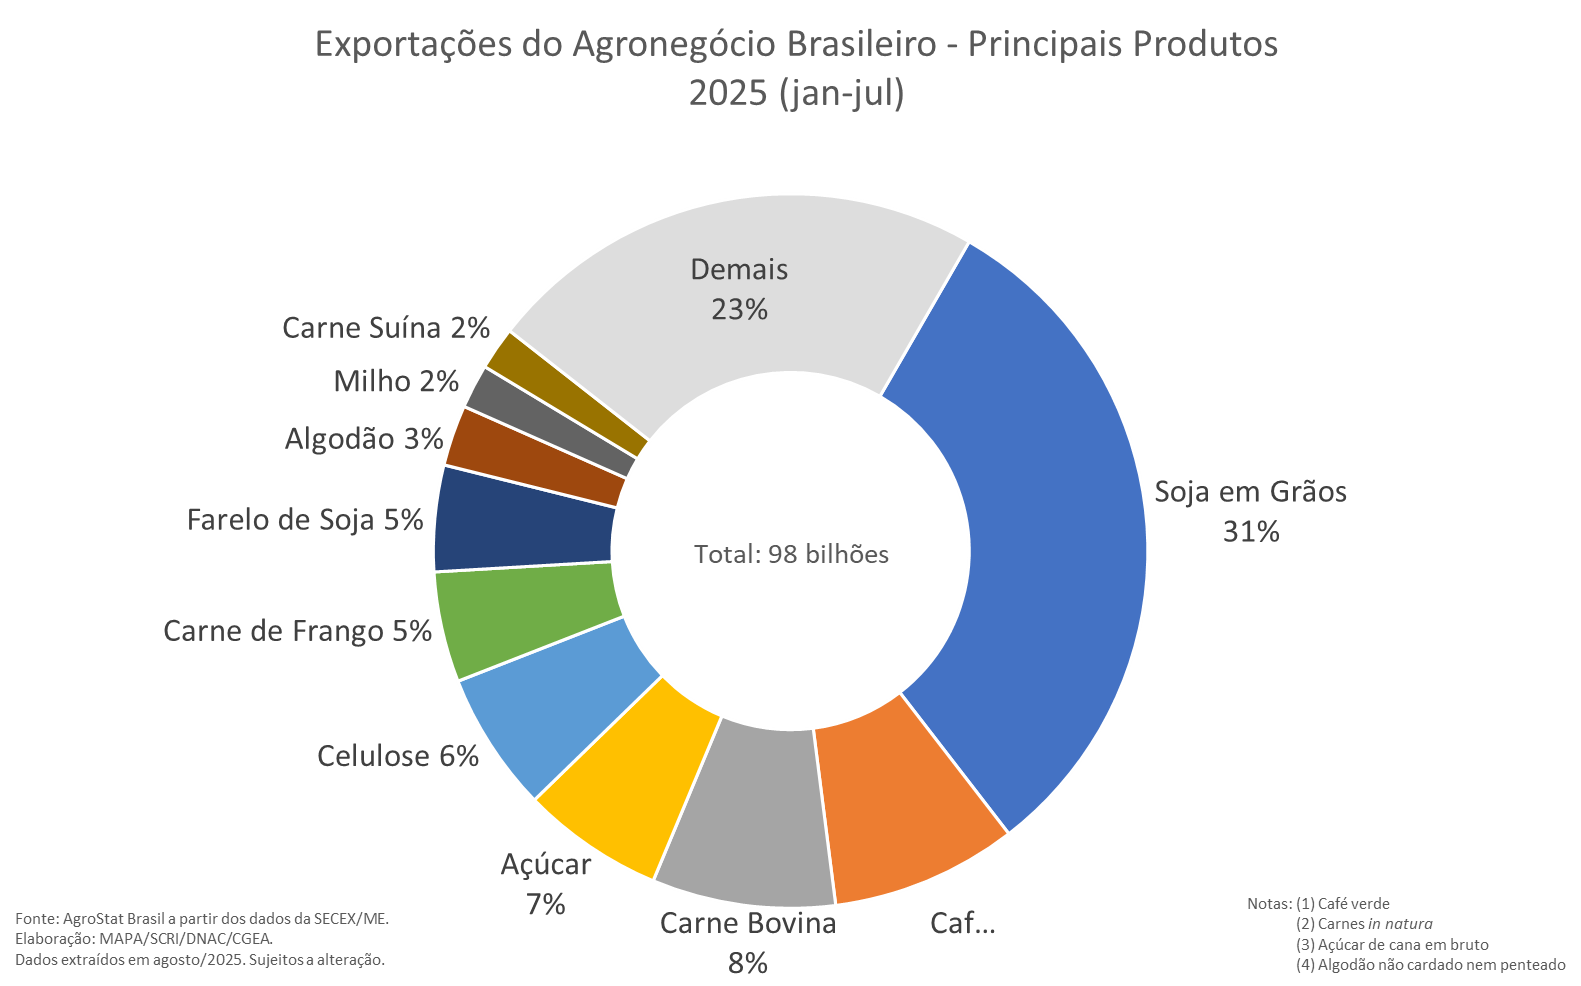 Exportações do Agronegócio Brasileiro - Principais Produtos
2025 (jan-jul)
Demais
23%
Carne Suína 2%
Milho 2%
Algodão 3%
Soja em Grãos
31%
Farelo de Soja 5%
Total: 98 bilhões
Carne de Frango 5%
Celulose 6%
Açúcar
7%
Carne Bovina
8%
Caf...
Fonte: AgroStat Brasil a partir dos dados da SECEX/ME.
Elaboração: MAPA/SCRI/DNAC/CGEA.
Dados extraídos em agosto/2025. Sujeitos a alteração.
Notas: (1) Café verde
(2) Carnes in natura
(3) Açúcar de cana em bruto
(4) Algodão não cardado nem penteado